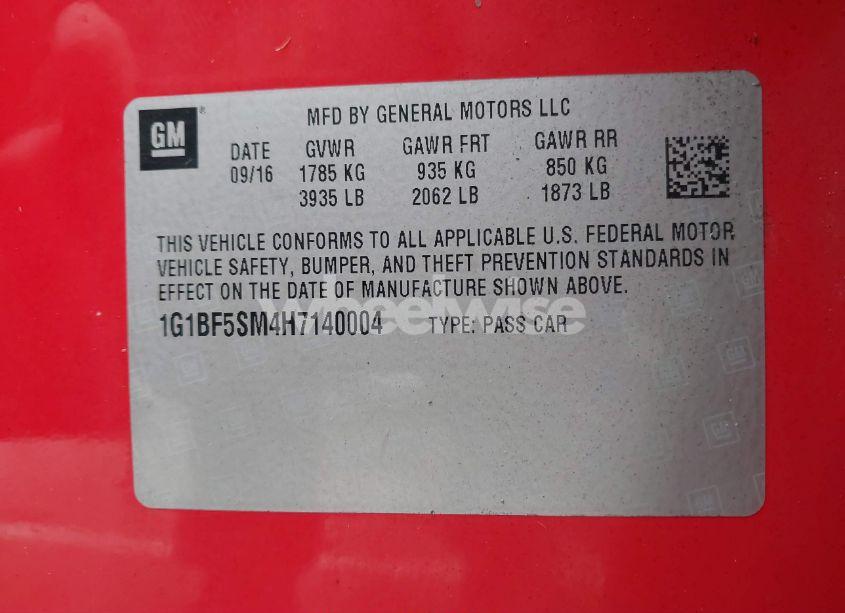 GM
MFD BY GENERAL MOTORS LLC
DATE GVWR GAWR FRT GAWR RR
09/16 1785 KG 935 KG 850 KG
3935 LB 2062 LB 1873 LB
THIS VEHICLE CONFORMS TO ALL APPLICABLE U.S. FEDERAL MOTOR
VEHICLE SAFETY, BUMPER, AND THEFT PREVENTION STANDARDS IN
EFFECT ON THE DATE OF MANUFACTURE SHOWN ABOVE.
1G1BF5SM4H7140004 TYPE: PASS CAR
Wheelwise